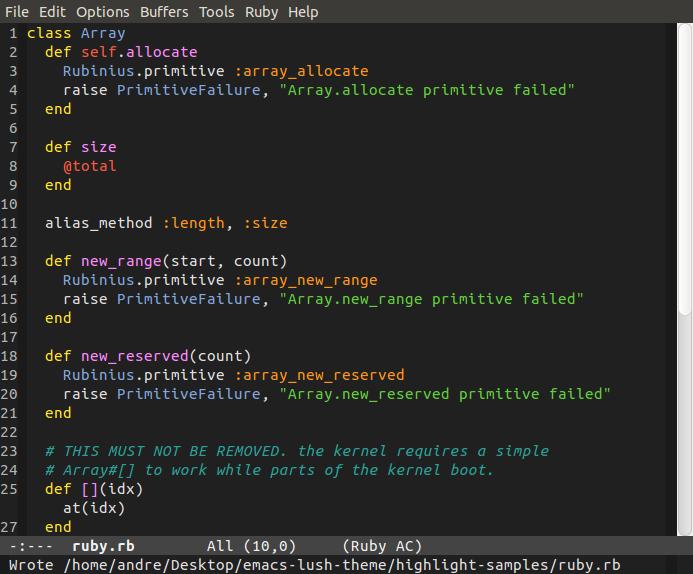 File Edit Options Buffers Tools Ruby Help
1 class Array
2   def self.allocate
3     Rubinius.primitive :array_allocate
4     raise PrimitiveFailure, "Array.allocate primitive failed"
5   end
6
7   def size
8     @total
9   end
10
11   alias_method :length, :size
12
13   def new_range(start, count)
14     Rubinius.primitive :array_new_range
15     raise PrimitiveFailure, "Array.new_range primitive failed"
16   end
17
18   def new_reserved(count)
19     Rubinius.primitive :array_new_reserved
20     raise PrimitiveFailure, "Array.new_reserved primitive failed"
21   end
22
23   # THIS MUST NOT BE REMOVED. the kernel requires a simple
24   # Array#[] to work while parts of the kernel boot.
25   def [](idx)
    at(idx)
27   end
-:---  ruby.rb        All (10,0)     (Ruby AC)
Wrote /home/andre/Desktop/emacs-lush-theme/highlight-samples/ruby.rb